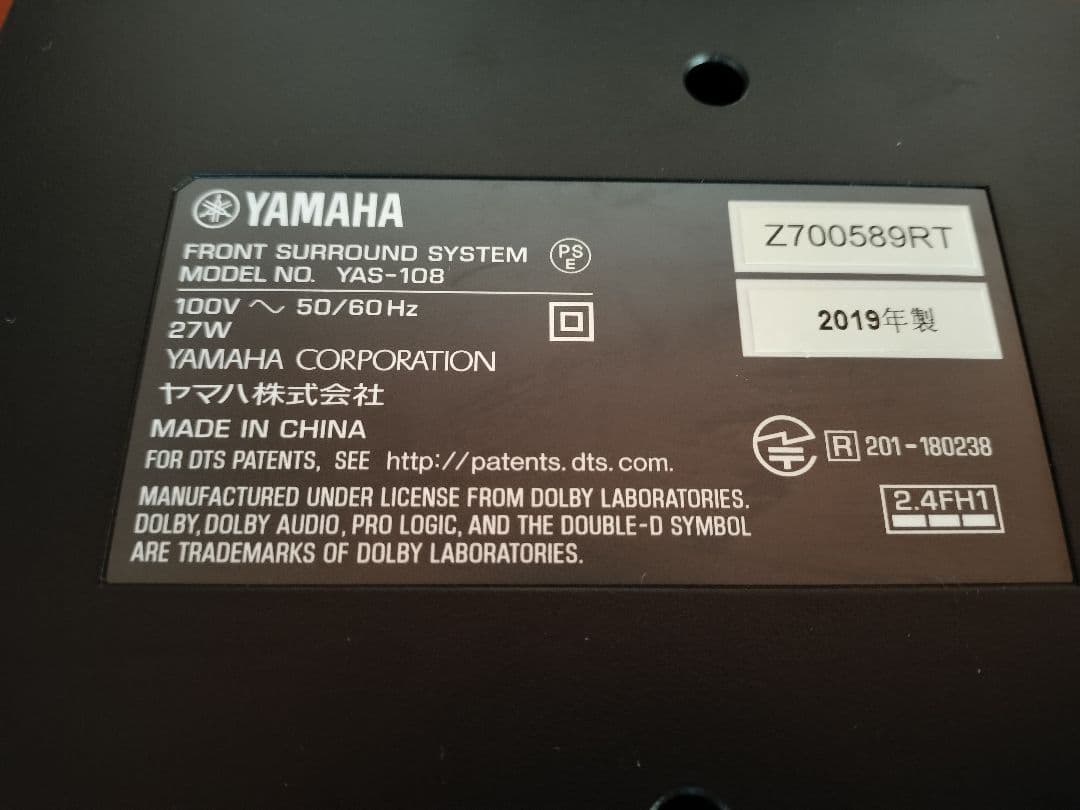 YAMAHA
FRONT SURROUND SYSTEM
MODEL NO. YAS-108
PS
E
100V ～ 50/60Hz
27W
YAMAHA CORPORATION
ヤマハ株式会社
MADE IN CHINA
FOR DTS PATENTS, SEE http://patents.dts.com.
MANUFACTURED UNDER LICENSE FROM DOLBY LABORATORIES.
DOLBY, DOLBY AUDIO, PRO LOGIC, AND THE DOUBLE-D SYMBOL
ARE TRADEMARKS OF DOLBY LABORATORIES.
Z700589RT
2019年製
R 201-180238
2.4FH1